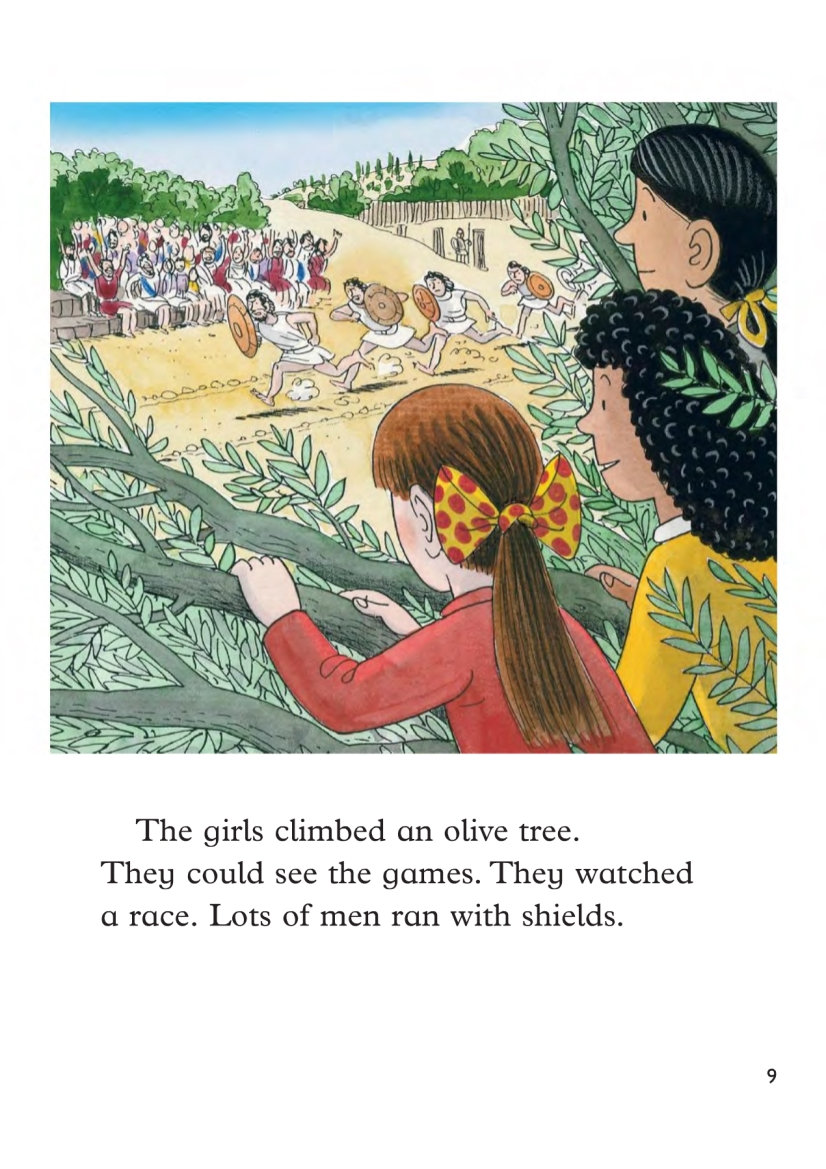 The girls climbed an olive tree.
They could see the games. They watched
a race. Lots of men ran with shields.
9